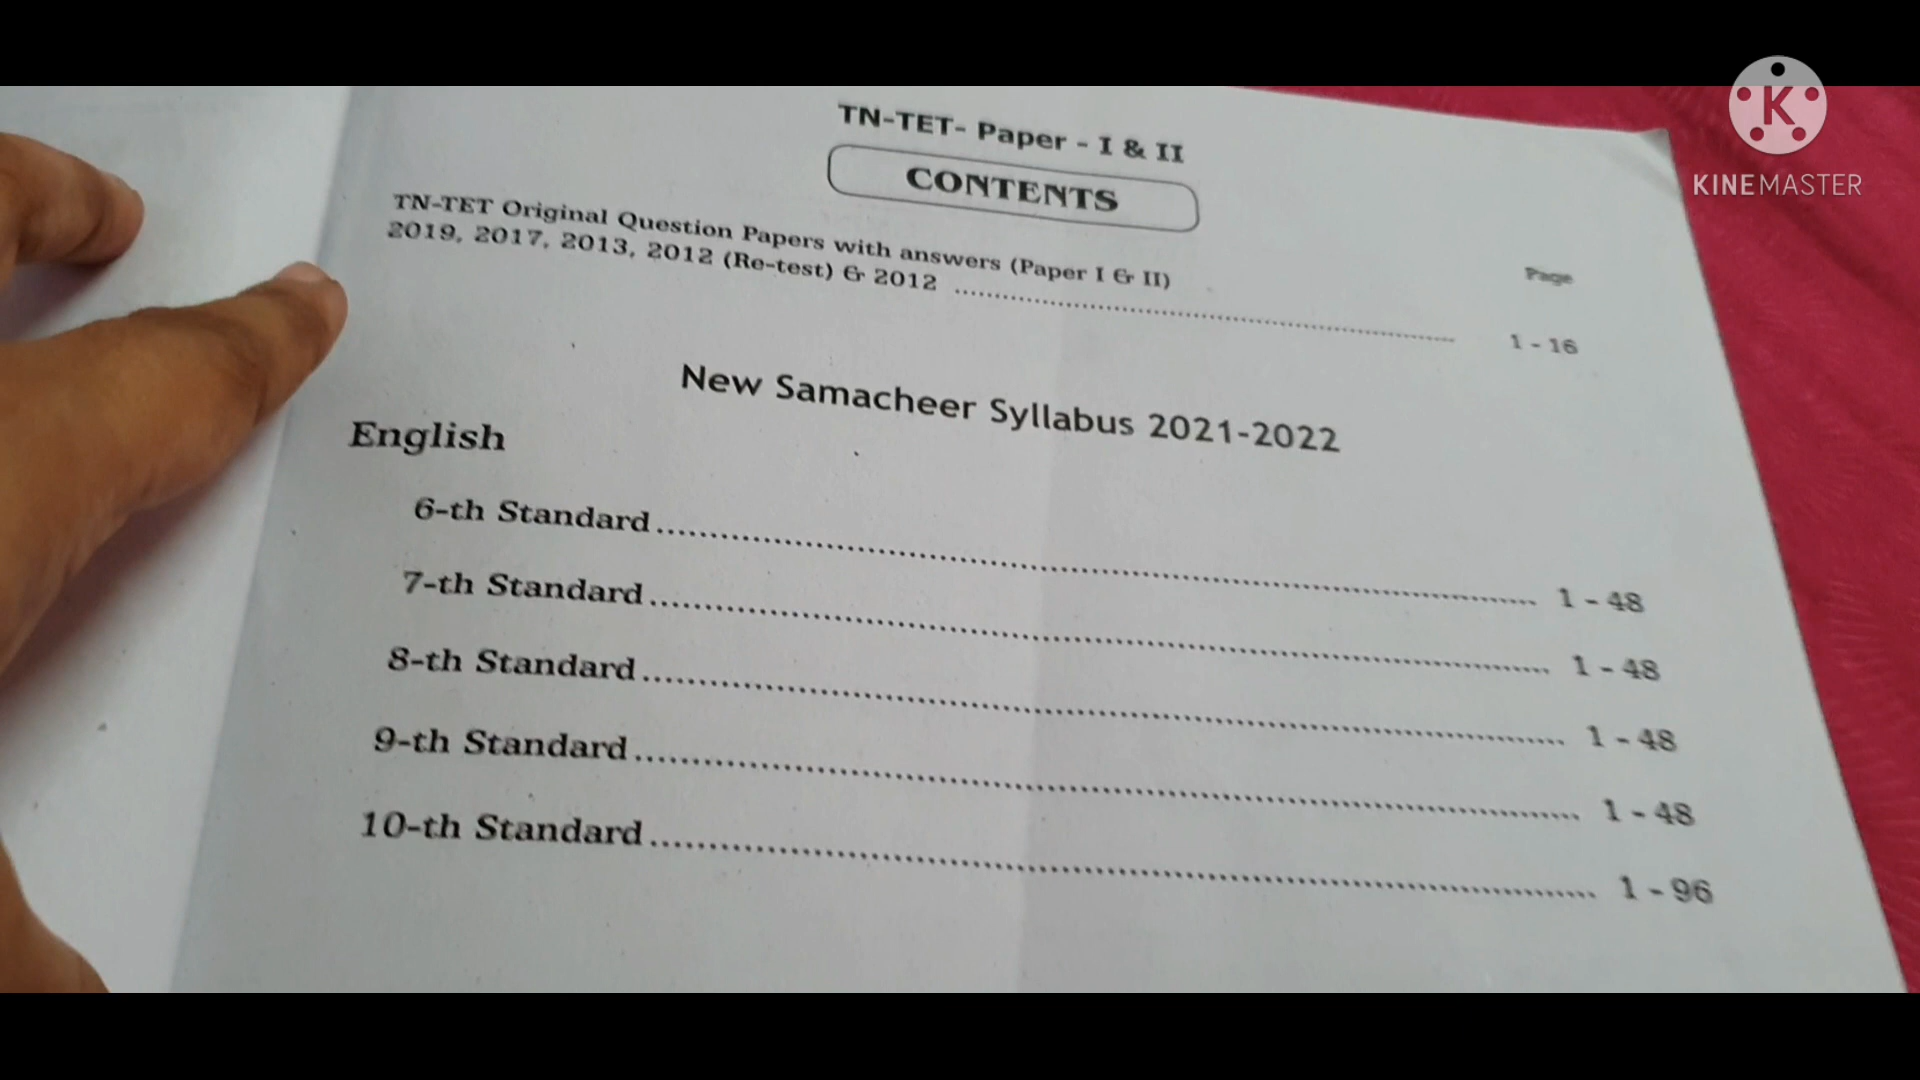 TN-TET- Paper - I & II
CONTENTS
TN-TET Original Question Papers with answers (Paper I & II)
Page
2019, 2017, 2013, 2012 (Re-test) & 2012 ........................ 1 - 16
New Samacheer Syllabus 2021-2022
English
6-th Standard ........................ 1 - 48
7-th Standard ........................ 1 - 48
8-th Standard ........................ 1 - 48
9-th Standard ........................ 1 - 48
10-th Standard ........................ 1 - 96
K
KINEMASTER